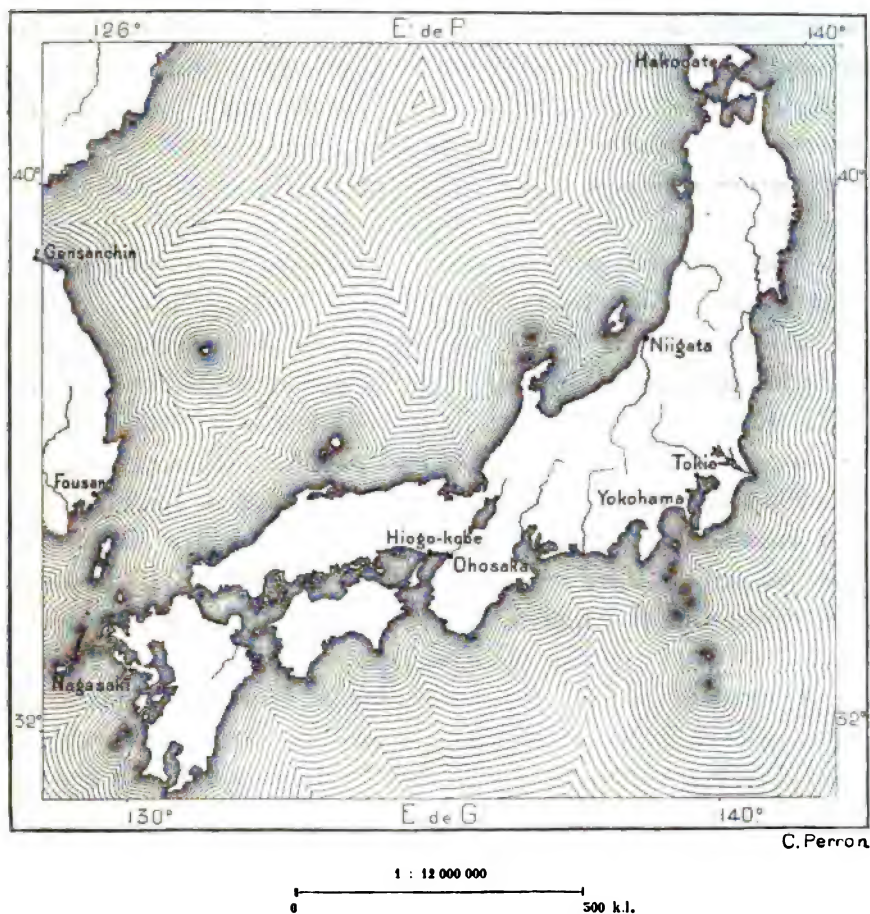 126° E. de P. 140°
Hakodate
40° 40°
Gensanchin
Niigata
Tokio
Fousan
Yokohama
Hiogo-kobe
Ohosaka
Nagasaki
32° 32°
130° E de G 140°
C. Perron
1 : 12 000 000
0 500 k.l.